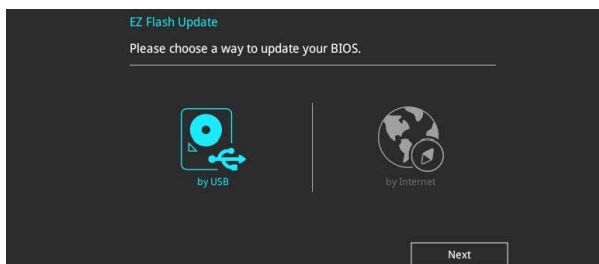 EZ Flash Update
Please choose a way to update your BIOS.
by USB
by Internet
Next